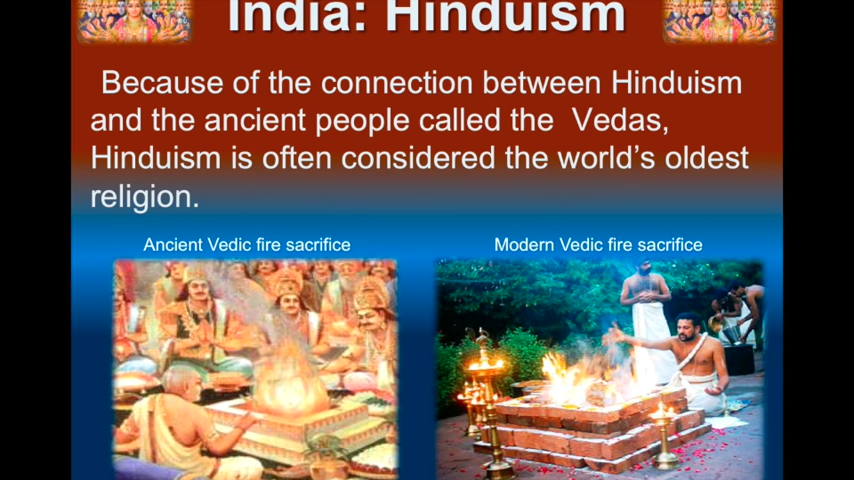 India: Hinduism
Because of the connection between Hinduism
and the ancient people called the Vedas,
Hinduism is often considered the world’s oldest
religion.
Ancient Vedic fire sacrifice
Modern Vedic fire sacrifice